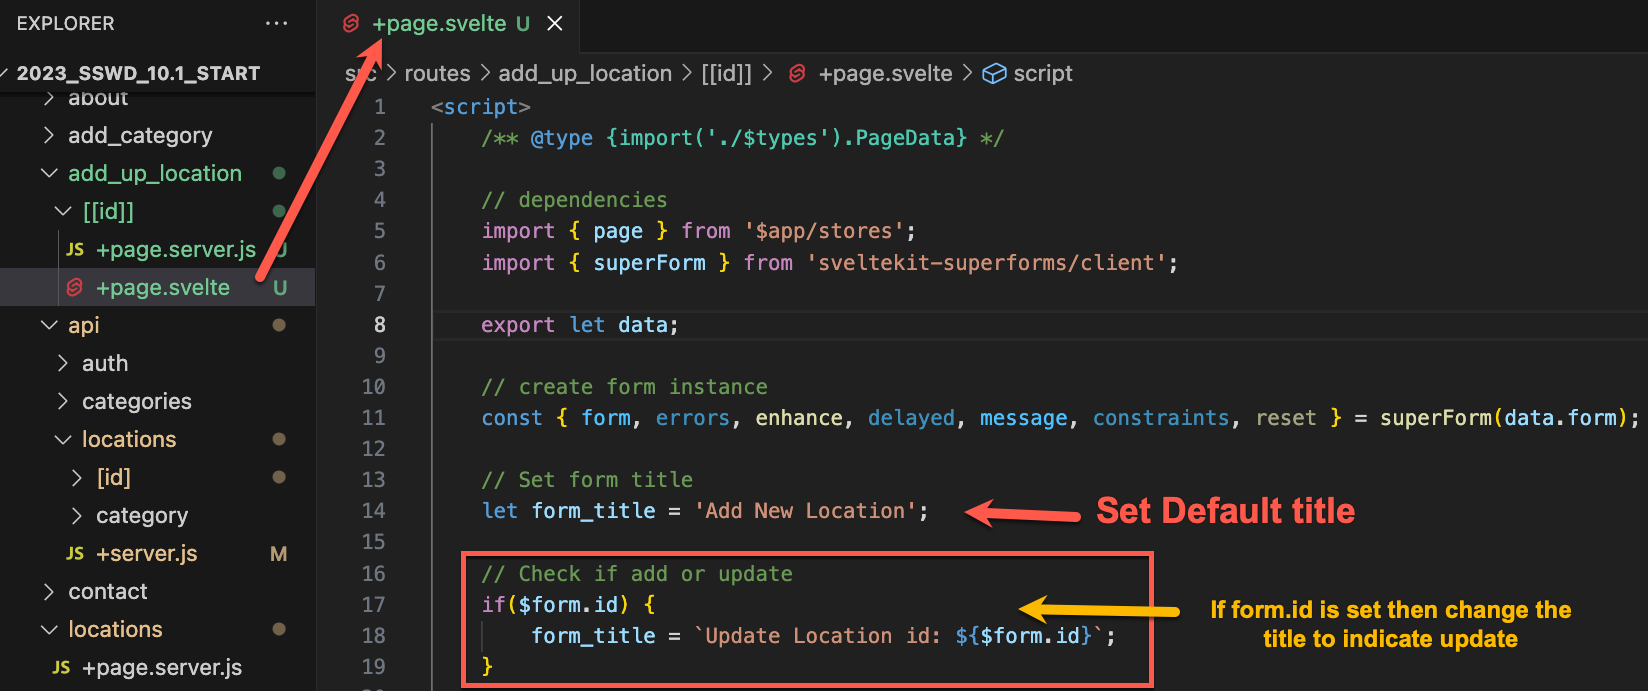 EXPLORER ···
2023_SSWD_10.1_START
about
add_category
add_up_location
[[id]]
JS +page.server.js U
+page.svelte U
api
auth
categories
locations
[id]
category
JS +server.js M
contact
locations
JS +page.server.js
+page.svelte U
src > routes > add_up_location > [[id]] > +page.svelte > script
1 <script>
2 /** @type {import('./$types').PageData} */
3
4 // dependencies
5 import { page } from '$app/stores';
6 import { superForm } from 'sveltekit-superforms/client';
7
8 export let data;
9
10 // create form instance
11 const { form, errors, enhance, delayed, message, constraints, reset } = superForm(data.form);
12
13 // Set form title
14 let form_title = 'Add New Location';
Set Default title
15
16 // Check if add or update
17 if($form.id) {
18 form_title = `Update Location id: ${$form.id}`;
19 }
If form.id is set then change the
title to indicate update